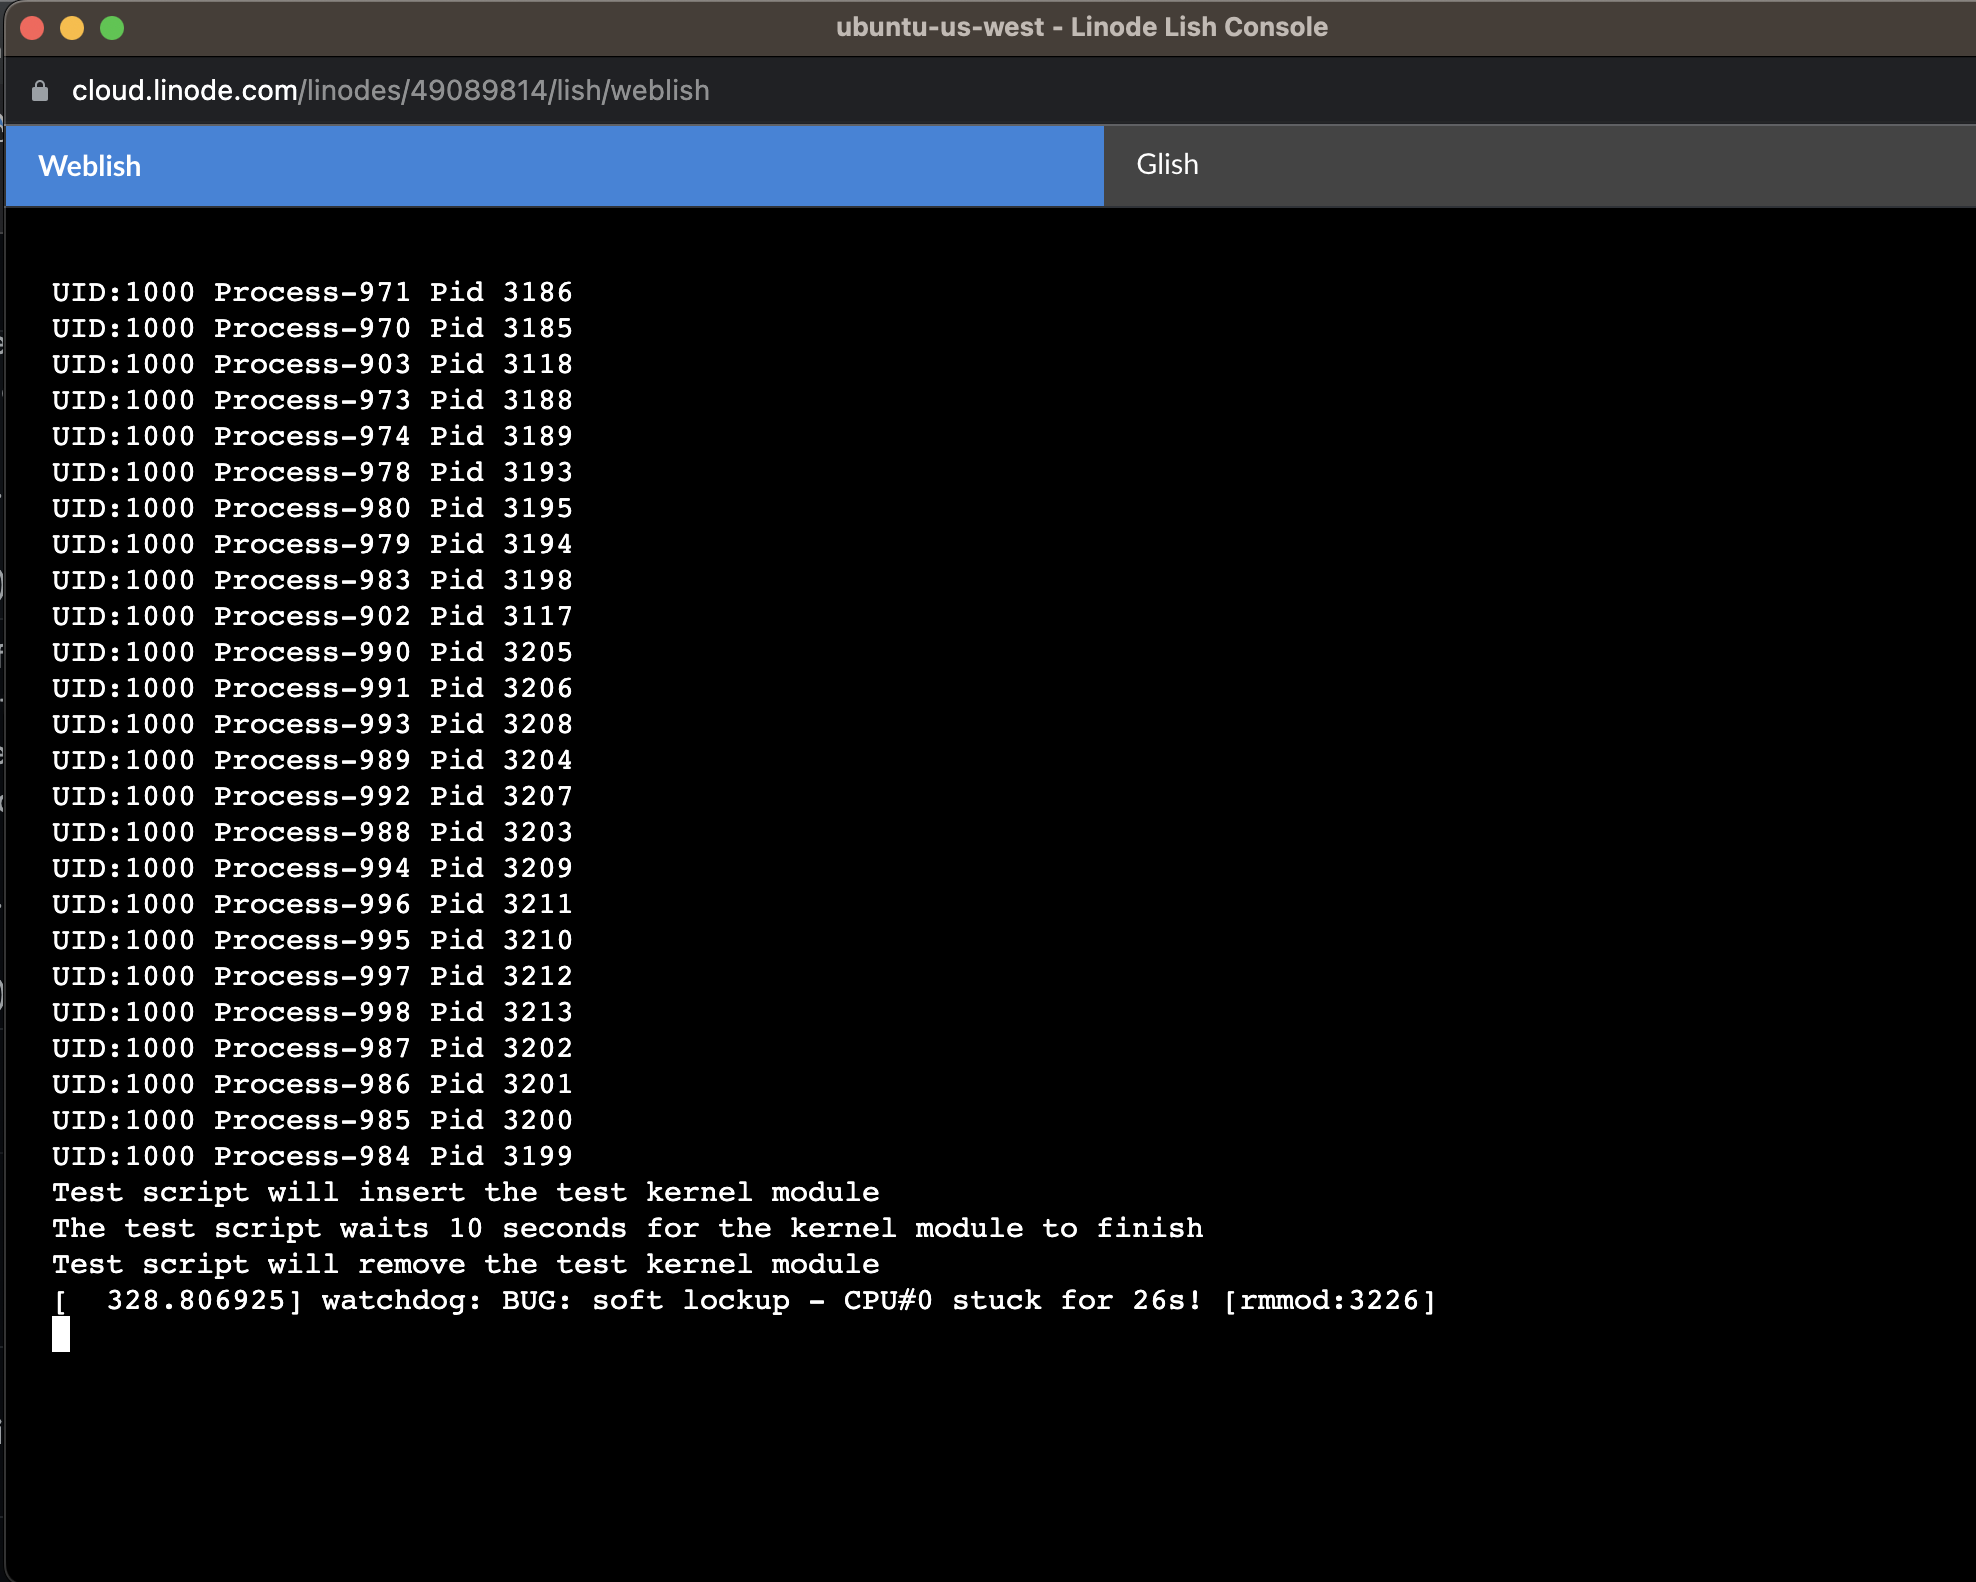 ubuntu-us-west - Linode Lish Console
cloud.linode.com/linodes/49089814/lish/weblish
Weblish
Glish
UID:1000 Process-971 Pid 3186
UID:1000 Process-970 Pid 3185
UID:1000 Process-903 Pid 3118
UID:1000 Process-973 Pid 3188
UID:1000 Process-974 Pid 3189
UID:1000 Process-978 Pid 3193
UID:1000 Process-980 Pid 3195
UID:1000 Process-979 Pid 3194
UID:1000 Process-983 Pid 3198
UID:1000 Process-902 Pid 3117
UID:1000 Process-990 Pid 3205
UID:1000 Process-991 Pid 3206
UID:1000 Process-993 Pid 3208
UID:1000 Process-989 Pid 3204
UID:1000 Process-992 Pid 3207
UID:1000 Process-988 Pid 3203
UID:1000 Process-994 Pid 3209
UID:1000 Process-996 Pid 3211
UID:1000 Process-995 Pid 3210
UID:1000 Process-997 Pid 3212
UID:1000 Process-998 Pid 3213
UID:1000 Process-987 Pid 3202
UID:1000 Process-986 Pid 3201
UID:1000 Process-985 Pid 3200
UID:1000 Process-984 Pid 3199
Test script will insert the test kernel module
The test script waits 10 seconds for the kernel module to finish
Test script will remove the test kernel module
[  328.806925] watchdog: BUG: soft lockup - CPU#0 stuck for 26s! [rmmod:3226]